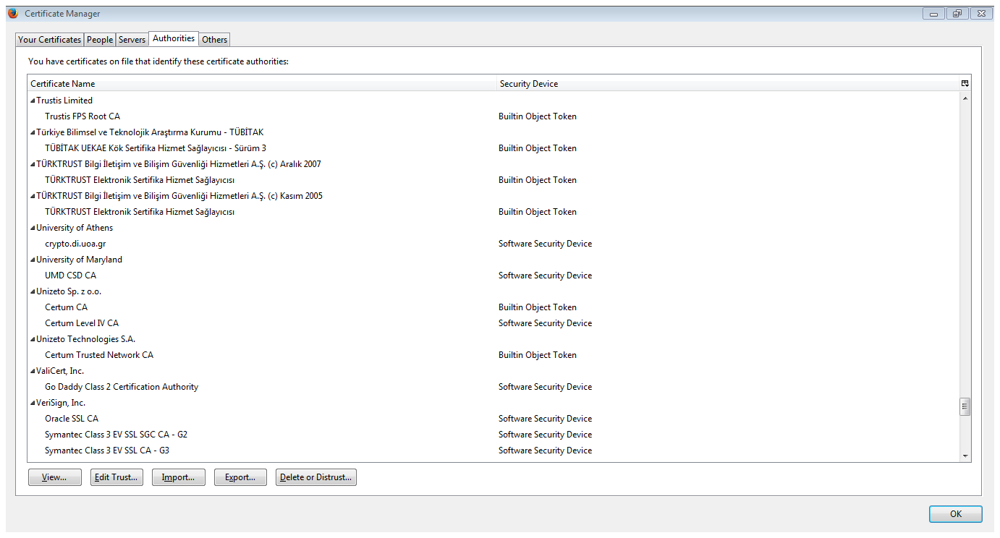 Certificate Manager
Your Certificates People Servers Authorities Others
You have certificates on file that identify these certificate authorities:
Certificate Name Security Device
Trustis Limited
Trustis FPS Root CA Builtin Object Token
Türkiye Bilimsel ve Teknolojik Araştırma Kurumu - TÜBİTAK
TÜBİTAK UEKAE Kök Sertifika Hizmet Sağlayıcısı - Sürüm 3 Builtin Object Token
TÜRKTRUST Bilgi İletişim ve Bilişim Güvenliği Hizmetleri A.Ş. (c) Aralık 2007
TÜRKTRUST Elektronik Sertifika Hizmet Sağlayıcısı Builtin Object Token
TÜRKTRUST Bilgi İletişim ve Bilişim Güvenliği Hizmetleri A.Ş. (c) Kasım 2005
TÜRKTRUST Elektronik Sertifika Hizmet Sağlayıcısı Builtin Object Token
University of Athens
crypto.di.uoa.gr Software Security Device
University of Maryland
UMD CSD CA Software Security Device
Unizeto Sp. z o.o.
Certum CA Builtin Object Token
Certum Level IV CA Software Security Device
Unizeto Technologies S.A.
Certum Trusted Network CA Builtin Object Token
ValiCert, Inc.
Go Daddy Class 2 Certification Authority Software Security Device
VeriSign, Inc.
Oracle SSL CA Software Security Device
Symantec Class 3 EV SSL SGC CA - G2 Software Security Device
Symantec Class 3 EV SSL CA - G3 Software Security Device
View... Edit Trust... Import... Export... Delete or Distrust...
OK